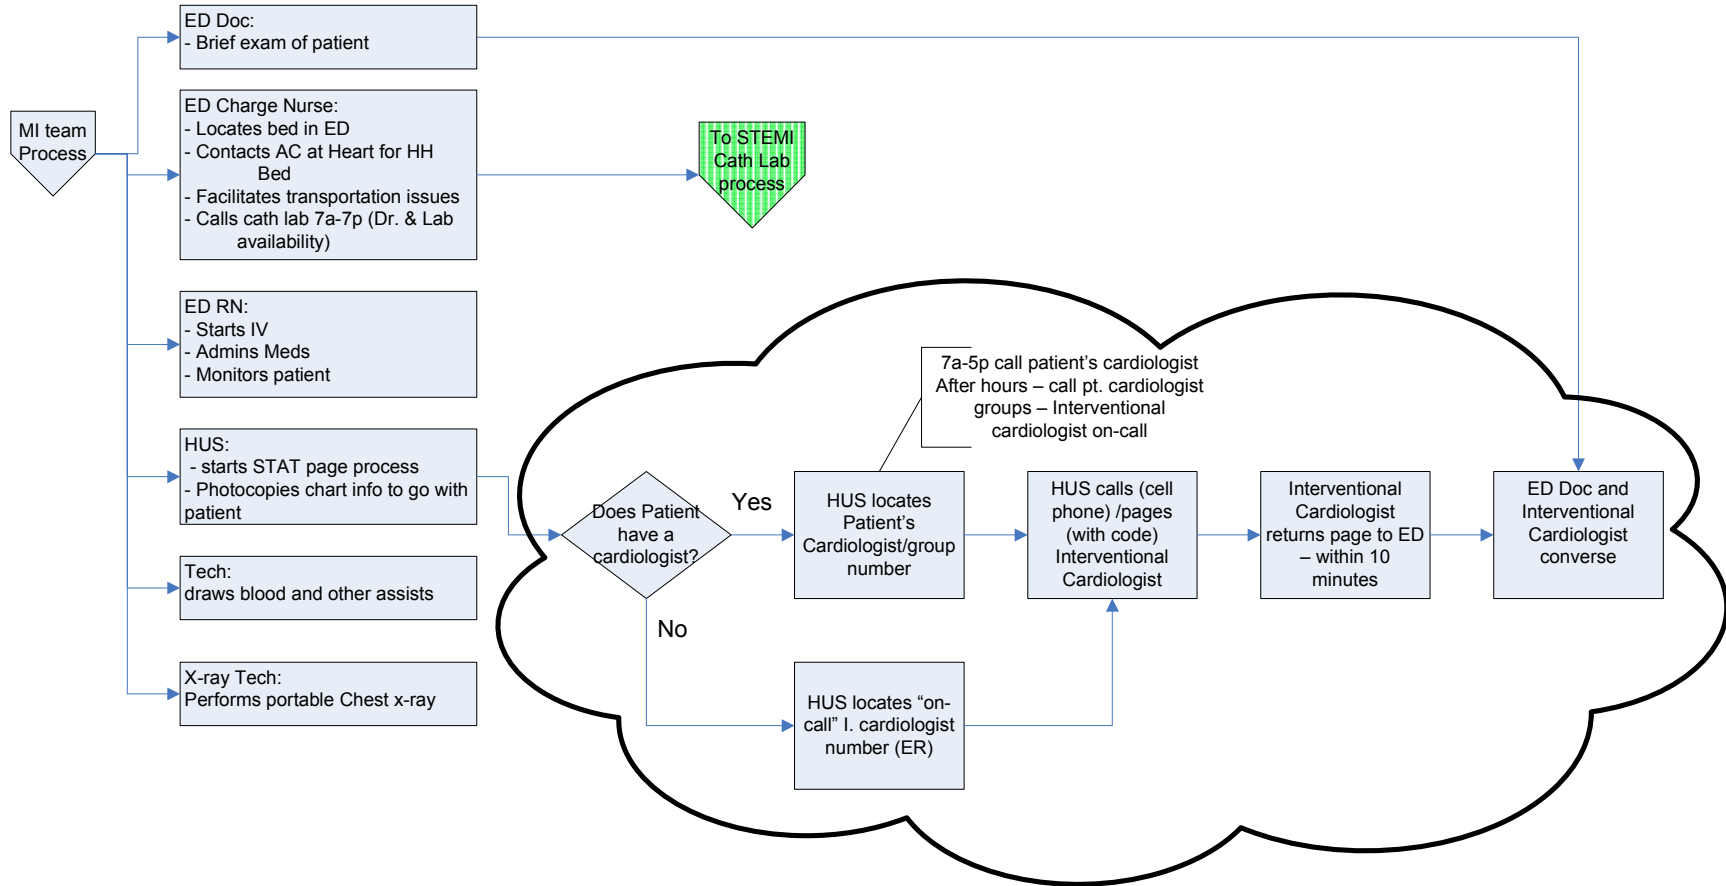 ED Doc:
- Brief exam of patient
MI team
Process
ED Charge Nurse:
- Locates bed in ED
- Contacts AC at Heart for HH
Bed
- Facilitates transportation issues
- Calls cath lab 7a-7p (Dr. & Lab
availability)
To STEMI
Cath Lab
process
ED RN:
- Starts IV
- Admins Meds
- Monitors patient
7a-5p call patient’s cardiologist
After hours – call pt. cardiologist
groups – Interventional
cardiologist on-call
HUS:
- starts STAT page process
- Photocopies chart info to go with
patient
Does Patient
have a
cardiologist?
Yes
No
HUS locates
Patient’s
Cardiologist/group
number
HUS calls (cell
phone) /pages
(with code)
Interventional
Cardiologist
Interventional
Cardiologist
returns page to ED
– within 10
minutes
ED Doc and
Interventional
Cardiologist
converse
Tech:
draws blood and other assists
X-ray Tech:
Performs portable Chest x-ray
HUS locates “on-
call” I. cardiologist
number (ER)